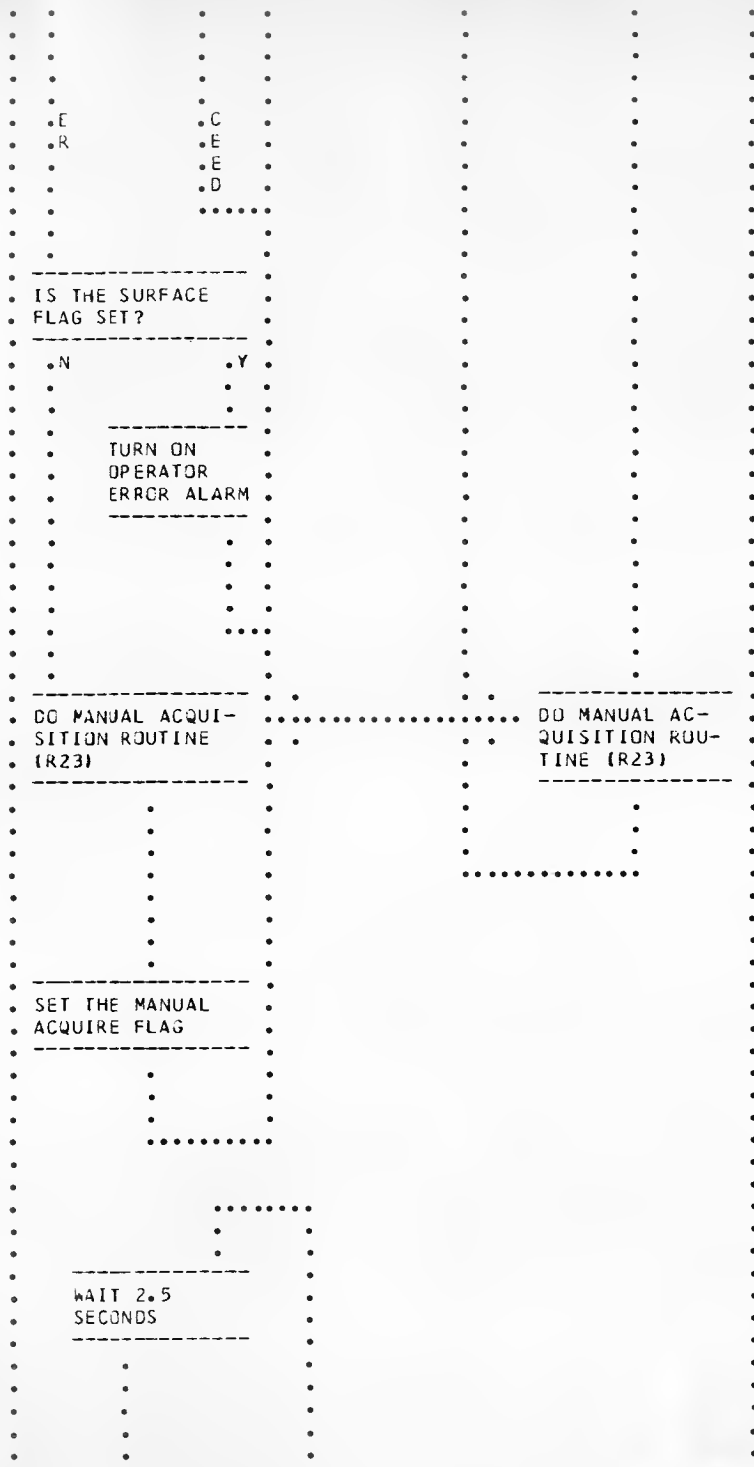 E
R
C
E
E
D
IS THE SURFACE
FLAG SET?
N
Y
TURN ON
OPERATOR
ERROR ALARM
DO MANUAL ACQUI-
SITION ROUTINE
(R23)
DO MANUAL AC-
QUISITION ROU-
TINE (R23)
SET THE MANUAL
ACQUIRE FLAG
WAIT 2.5
SECONDS